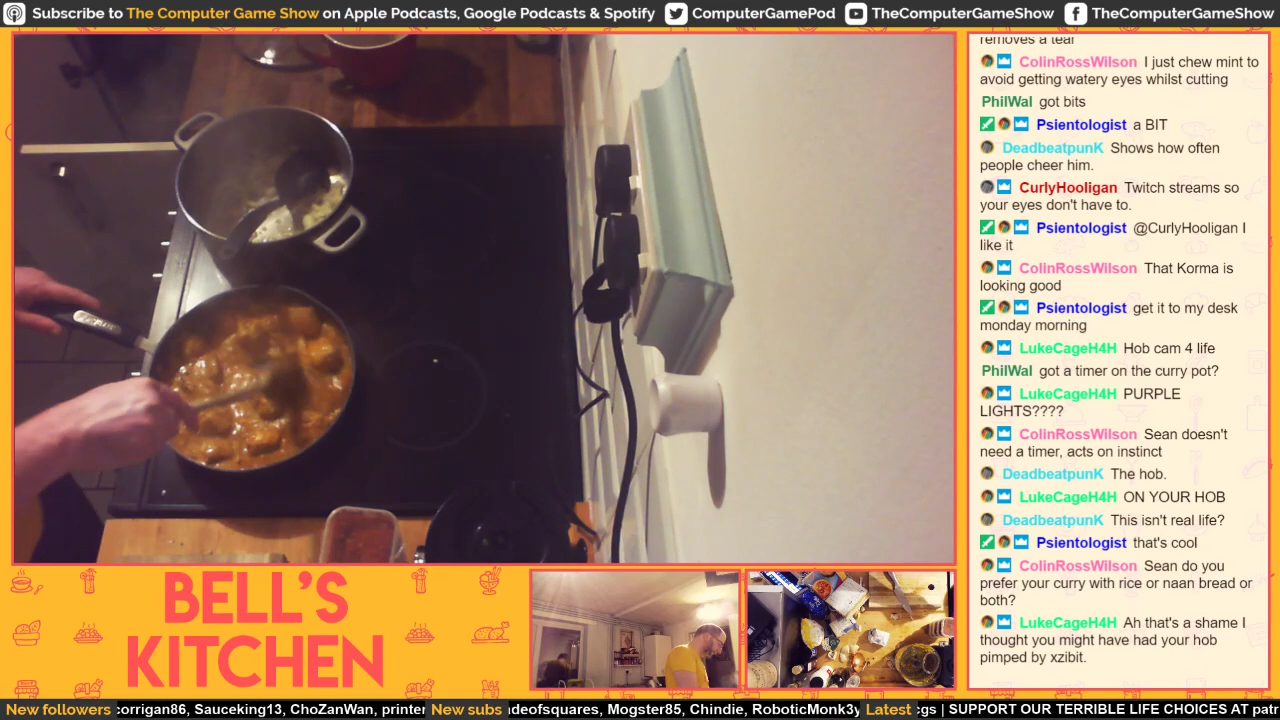 Subscribe to The Computer Game Show on Apple Podcasts, Google Podcasts & Spotify
ComputerGamePod
TheComputerGameShow
TheComputerGameShow
removes a tear
ColinRossWilson I just chew mint to
avoid getting watery eyes whilst cutting
PhilWal got bits
Psientologist a BIT
DeadbeatpunK Shows how often
people cheer him.
CurlyHooligan Twitch streams so
your eyes don't have to.
Psientologist @CurlyHooligan I
like it
ColinRossWilson That Korma is
looking good
Psientologist get it to my desk
monday morning
LukeCageH4H Hob cam 4 life
PhilWal got a timer on the curry pot?
LukeCageH4H PURPLE
LIGHTS????
ColinRossWilson Sean doesn't
need a timer, acts on instinct
DeadbeatpunK The hob.
LukeCageH4H ON YOUR HOB
DeadbeatpunK This isn't real life?
Psientologist that's cool
ColinRossWilson Sean do you
prefer your curry with rice or naan bread or
both?
LukeCageH4H Ah that's a shame I
thought you might have had your hob
pimped by xzibit.
BELL'S
KITCHEN
New followers corrigan86, Sauceking13, ChoZanWan, printer New subs deofsquares, Mogster85, Chindie, RoboticMonk3y Latest gs | SUPPORT OUR TERRIBLE LIFE CHOICES AT patr